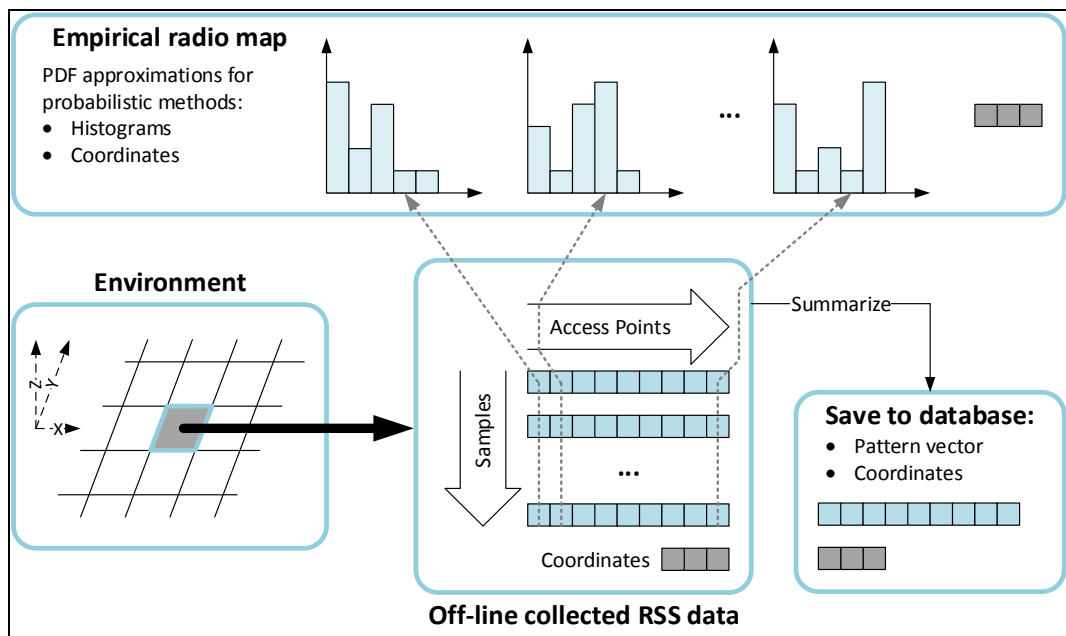 Empirical radio map
PDF approximations for
probabilistic methods:
• Histograms
• Coordinates
...
Environment
Z
Y
X
Access Points
Samples
...
Coordinates
Off-line collected RSS data
Summarize
Save to database:
• Pattern vector
• Coordinates